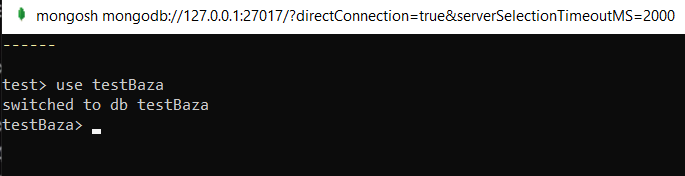 mongosh mongodb://127.0.0.1:27017/?directConnection=true&serverSelectionTimeoutMS=2000
------
test> use testBaza
switched to db testBaza
testBaza>